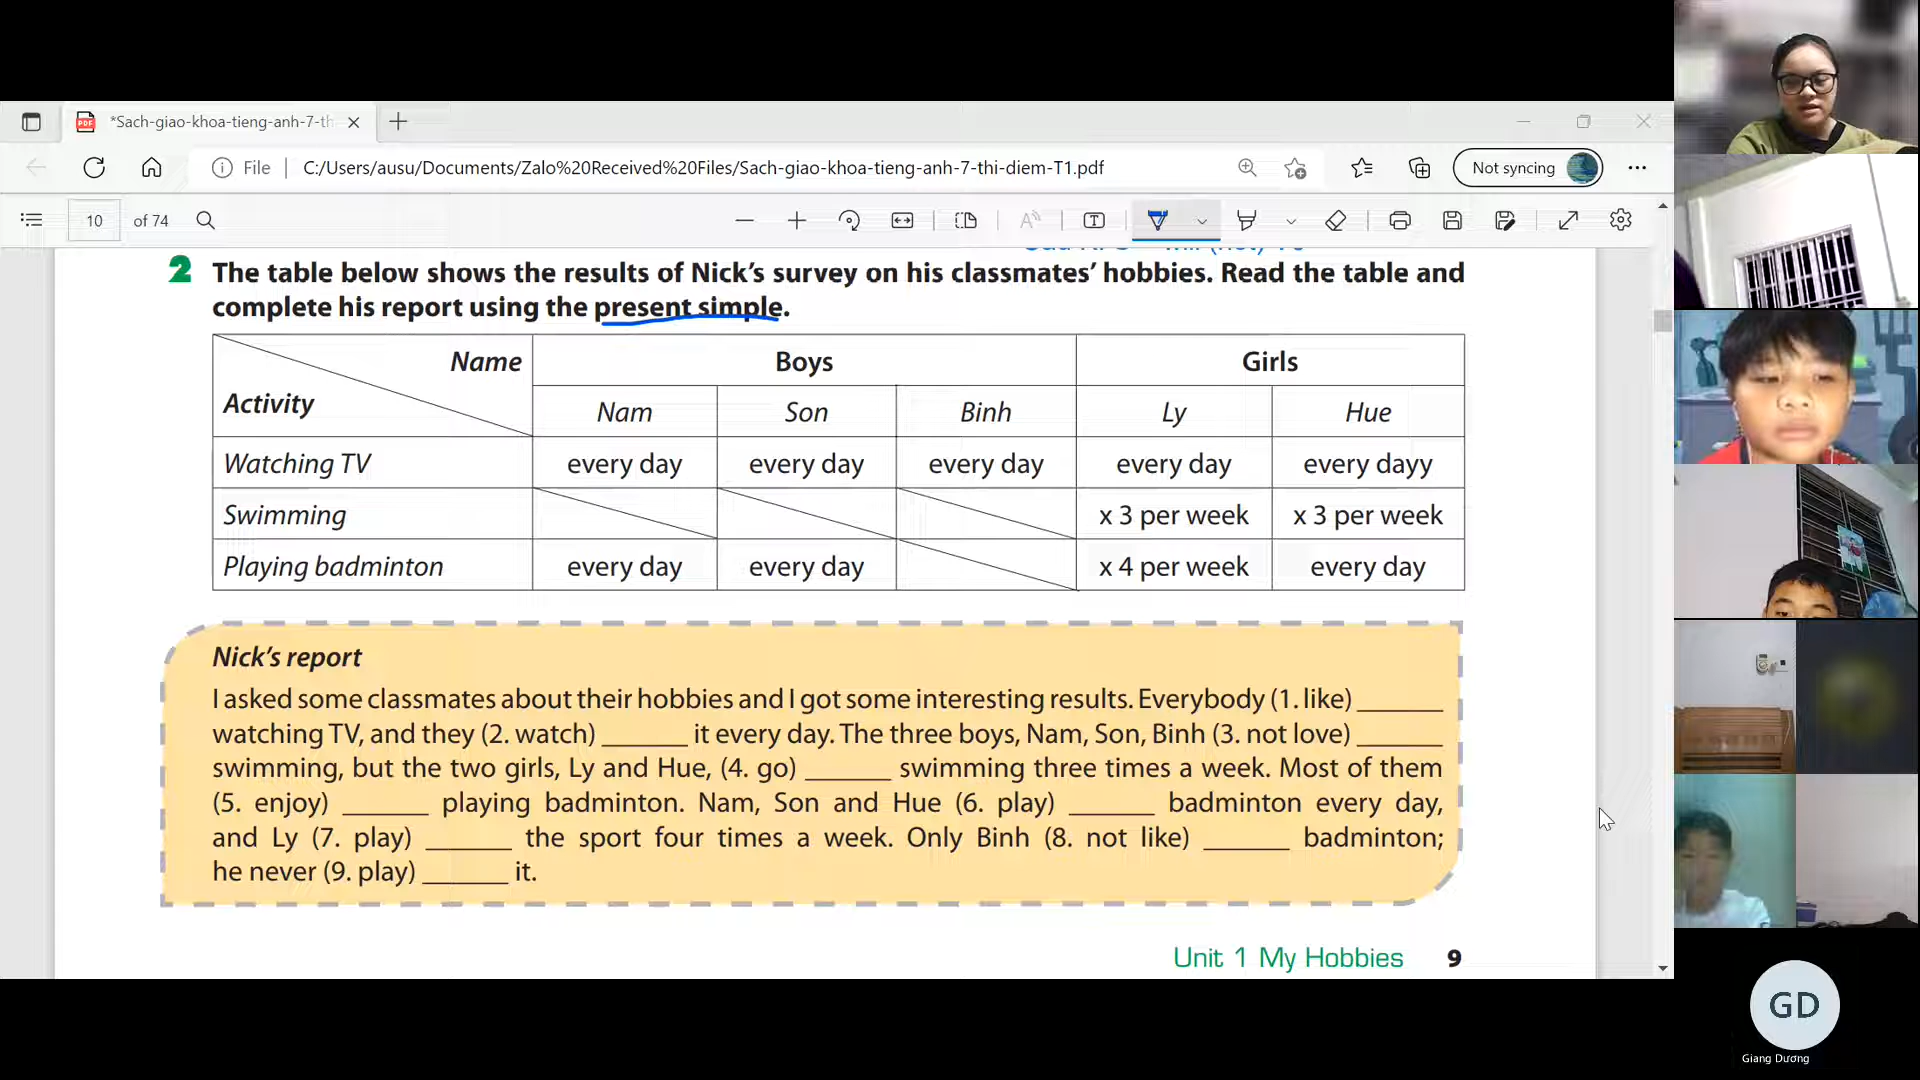 *Sach-giao-khoa-tieng-anh-7-th
File
C:/Users/ausu/Documents/Zalo%20Received%20Files/Sach-giao-khoa-tieng-anh-7-thi-diem-T1.pdf
Not syncing
10 of 74
2 The table below shows the results of Nick's survey on his classmates' hobbies. Read the table and
complete his report using the present simple.
Name Boys Girls
Activity Nam Son Binh Ly Hue
Watching TV every day every day every day every day every dayy
Swimming x 3 per week x 3 per week
Playing badminton every day every day x 4 per week every day
Nick's report
I asked some classmates about their hobbies and I got some interesting results. Everybody (1. like) ______
watching TV, and they (2. watch) ______ it every day. The three boys, Nam, Son, Binh (3. not love) ______
swimming, but the two girls, Ly and Hue, (4. go) ______ swimming three times a week. Most of them
(5. enjoy) ______ playing badminton. Nam, Son and Hue (6. play) ______ badminton every day,
and Ly (7. play) ______ the sport four times a week. Only Binh (8. not like) ______ badminton;
he never (9. play) ______ it.
Unit 1 My Hobbies 9
GD
Giang Dương